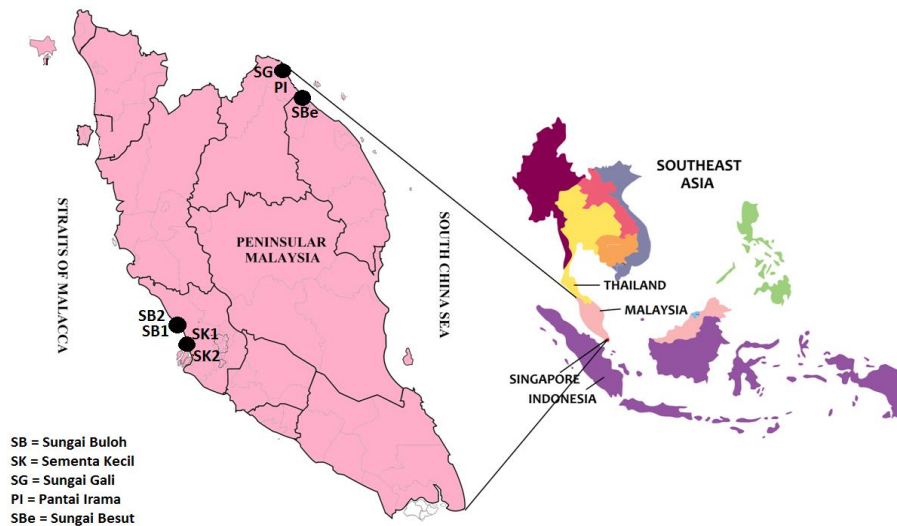 SG
PI
SBe
STRAITS OF MALACCA
PENINSULAR
MALAYSIA
SOUTH CHINA SEA
SB2
SB1
SK1
SK2
SOUTHEAST
ASIA
THAILAND
MALAYSIA
SINGAPORE
INDONESIA
SB = Sungai Buloh
SK = Sementa Kecil
SG = Sungai Gali
PI = Pantai Irama
SBe = Sungai Besut